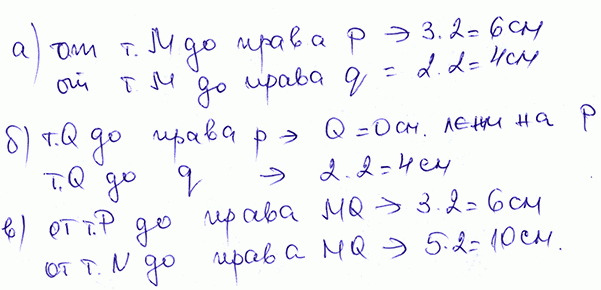 а) от т. М до права р → 3.2 = 6 см
от т. М до права q = 2.2 = 4 см
б) т. Q до права р → Q = 0 см. лежи на Р
т. Q до q → 2.2 = 4 см
в) от т. Р до права MQ → 3.2 = 6 см
от т. N до права MQ → 5.2 = 10 см.